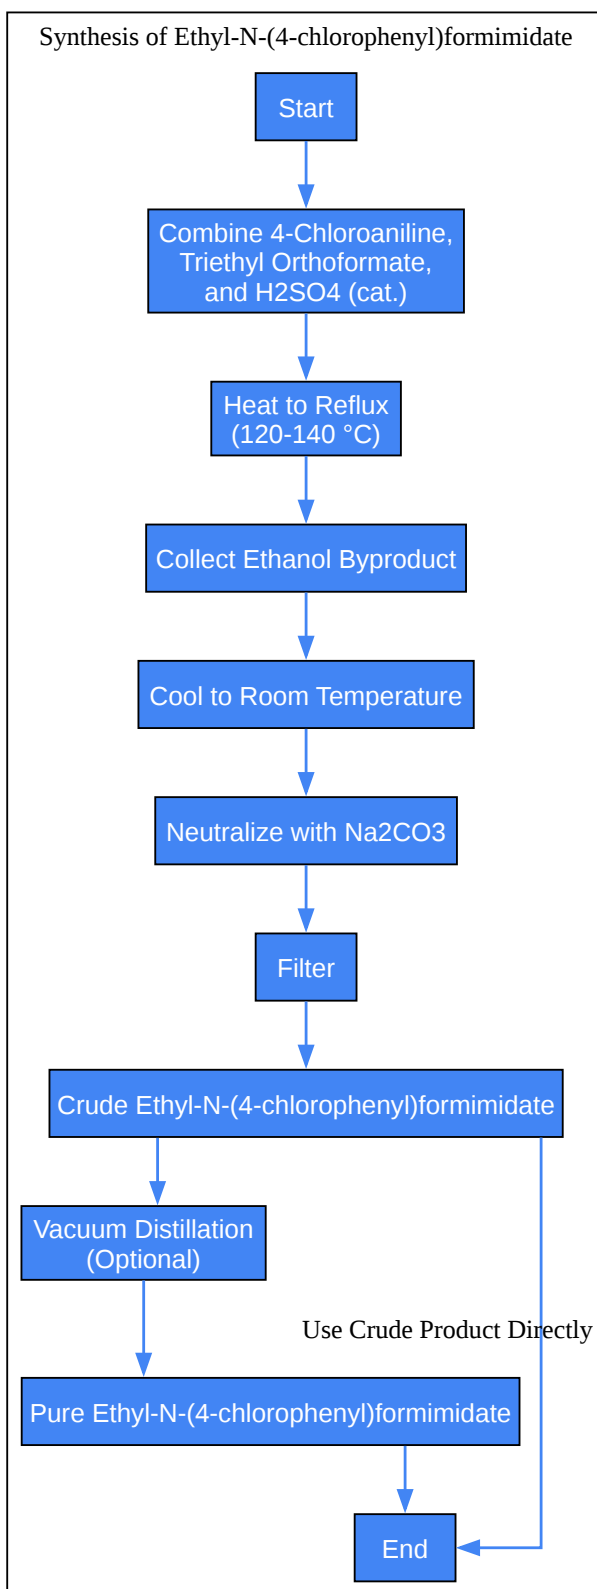 Synthesis of Ethyl-N-(4-chlorophenyl)formimidate
Start
Combine 4-Chloroaniline,
Triethyl Orthoformate,
and H2SO4 (cat.)
Heat to Reflux
(120-140 °C)
Collect Ethanol Byproduct
Cool to Room Temperature
Neutralize with Na2CO3
Filter
Crude Ethyl-N-(4-chlorophenyl)formimidate
Vacuum Distillation
(Optional)
Use Crude Product Directly
Pure Ethyl-N-(4-chlorophenyl)formimidate
End